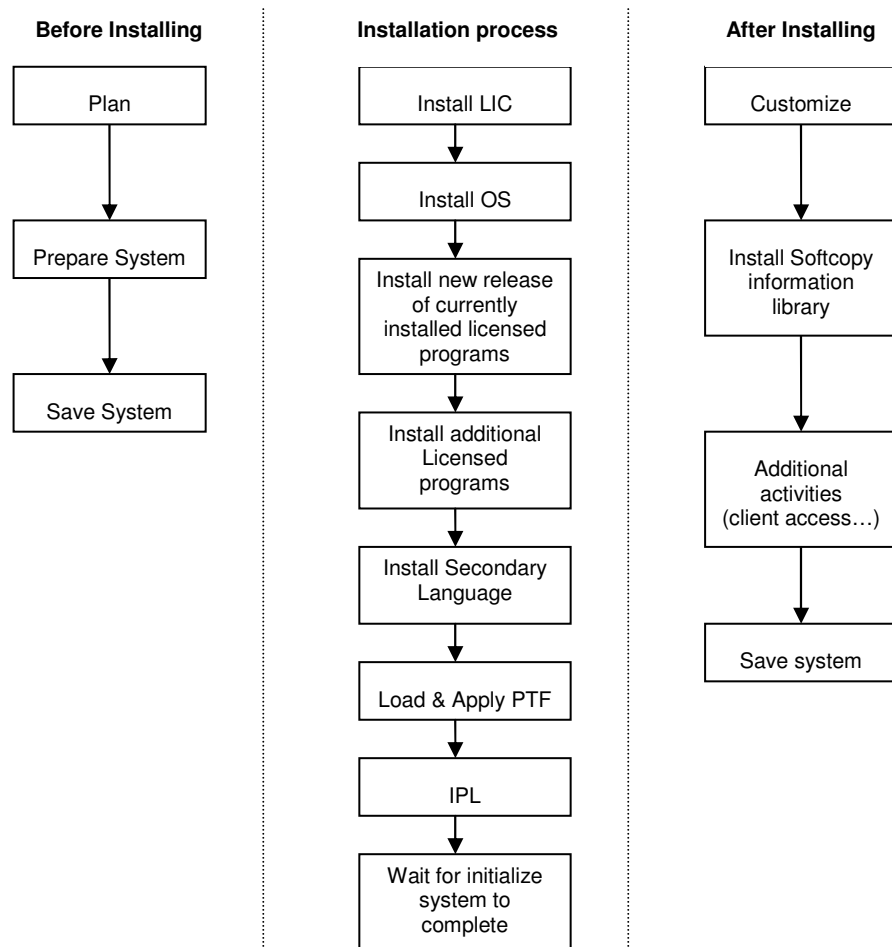 Before Installing
Plan
Prepare System
Save System
Installation process
Install LIC
Install OS
Install new release
of currently
installed licensed
programs
Install additional
Licensed
programs
Install Secondary
Language
Load & Apply PTF
IPL
Wait for initialize
system to
complete
After Installing
Customize
Install Softcopy
information
library
Additional
activities
(client access…)
Save system